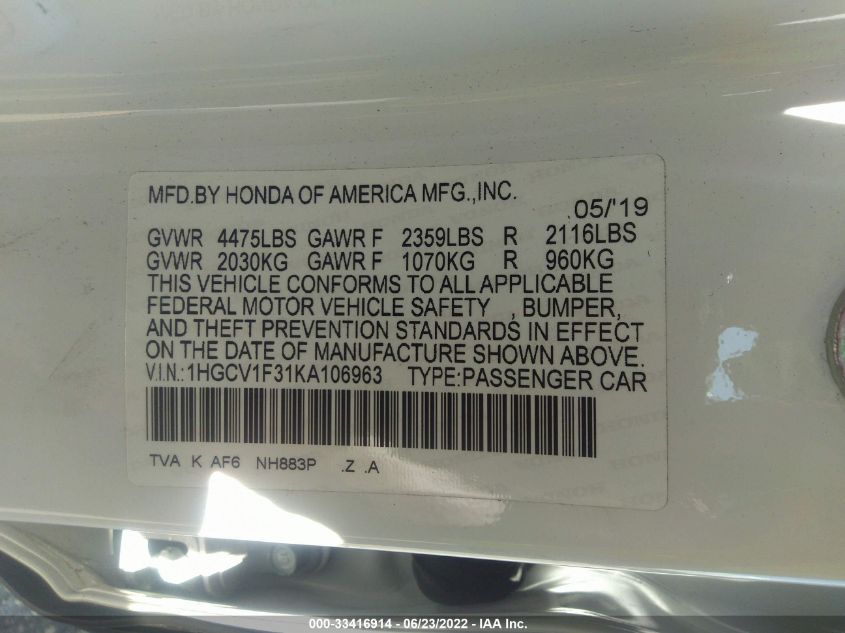 MFD.BY HONDA OF AMERICA MFG.,INC.
05/'19
GVWR 4475LBS GAWR F 2359LBS R 2116LBS
GVWR 2030KG GAWR F 1070KG R 960KG
THIS VEHICLE CONFORMS TO ALL APPLICABLE
FEDERAL MOTOR VEHICLE SAFETY , BUMPER,
AND THEFT PREVENTION STANDARDS IN EFFECT
ON THE DATE OF MANUFACTURE SHOWN ABOVE.
V.I.N.:1HGCV1F31KA106963 TYPE:PASSENGER CAR
TVA K AF6 NH883P .Z .A
000-33416914 - 06/23/2022 - IAA Inc.